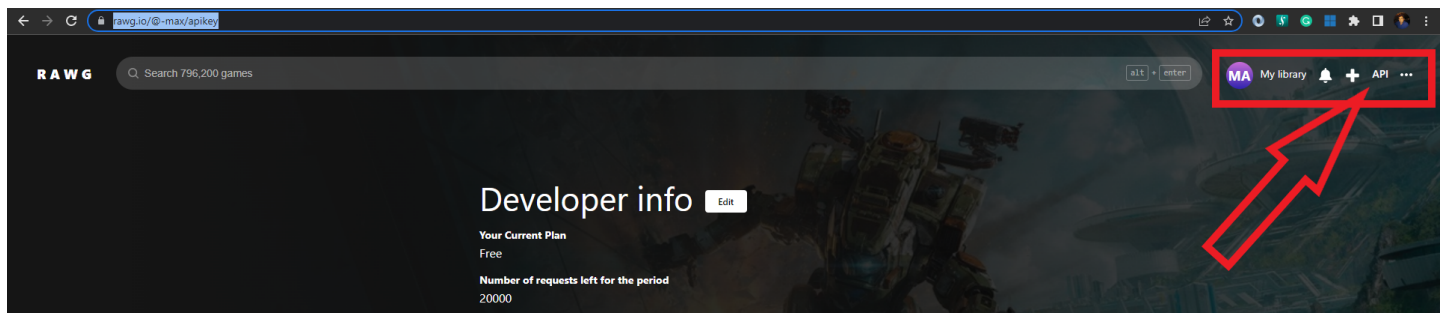 rawg.io/@-max/apikey
RAWG
Search 796,200 games
alt + enter
MA
My library
API
Developer info
Edit
Your Current Plan
Free
Number of requests left for the period
20000